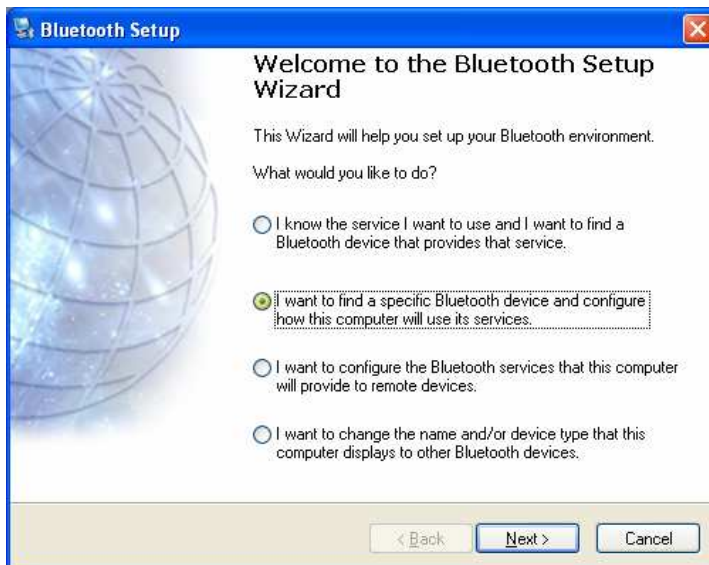 Bluetooth Setup
Welcome to the Bluetooth Setup
Wizard
This Wizard will help you set up your Bluetooth environment.
What would you like to do?
I know the service I want to use and I want to find a
Bluetooth device that provides that service.
I want to find a specific Bluetooth device and configure
how this computer will use its services.
I want to configure the Bluetooth services that this computer
will provide to remote devices.
I want to change the name and/or device type that this
computer displays to other Bluetooth devices.
< Back Next > Cancel